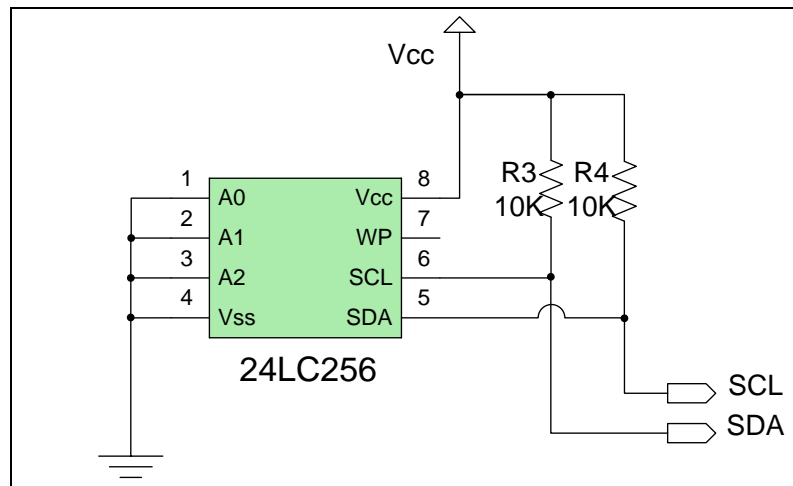 Vcc
R3 R4
10K 10K
1 A0 Vcc 8
2 A1 WP 7
3 A2 SCL 6
4 Vss SDA 5
24LC256
SCL
SDA